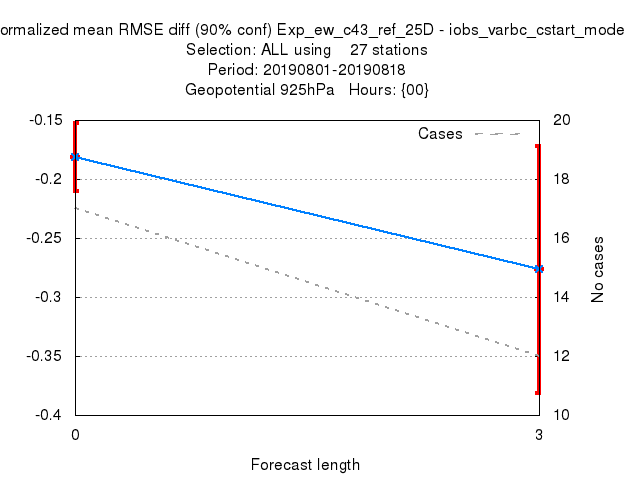 ormalized mean RMSE diff (90% conf) Exp_ew_c43_ref_25D - iobs_varbc_cstart_mode
Selection: ALL using 27 stations
Period: 20190801-20190818
Geopotential 925hPa Hours: {00}
Cases
-0.15
-0.2
-0.25
-0.3
-0.35
-0.4
20
18
16
14
12
10
No cases
0
3
Forecast length